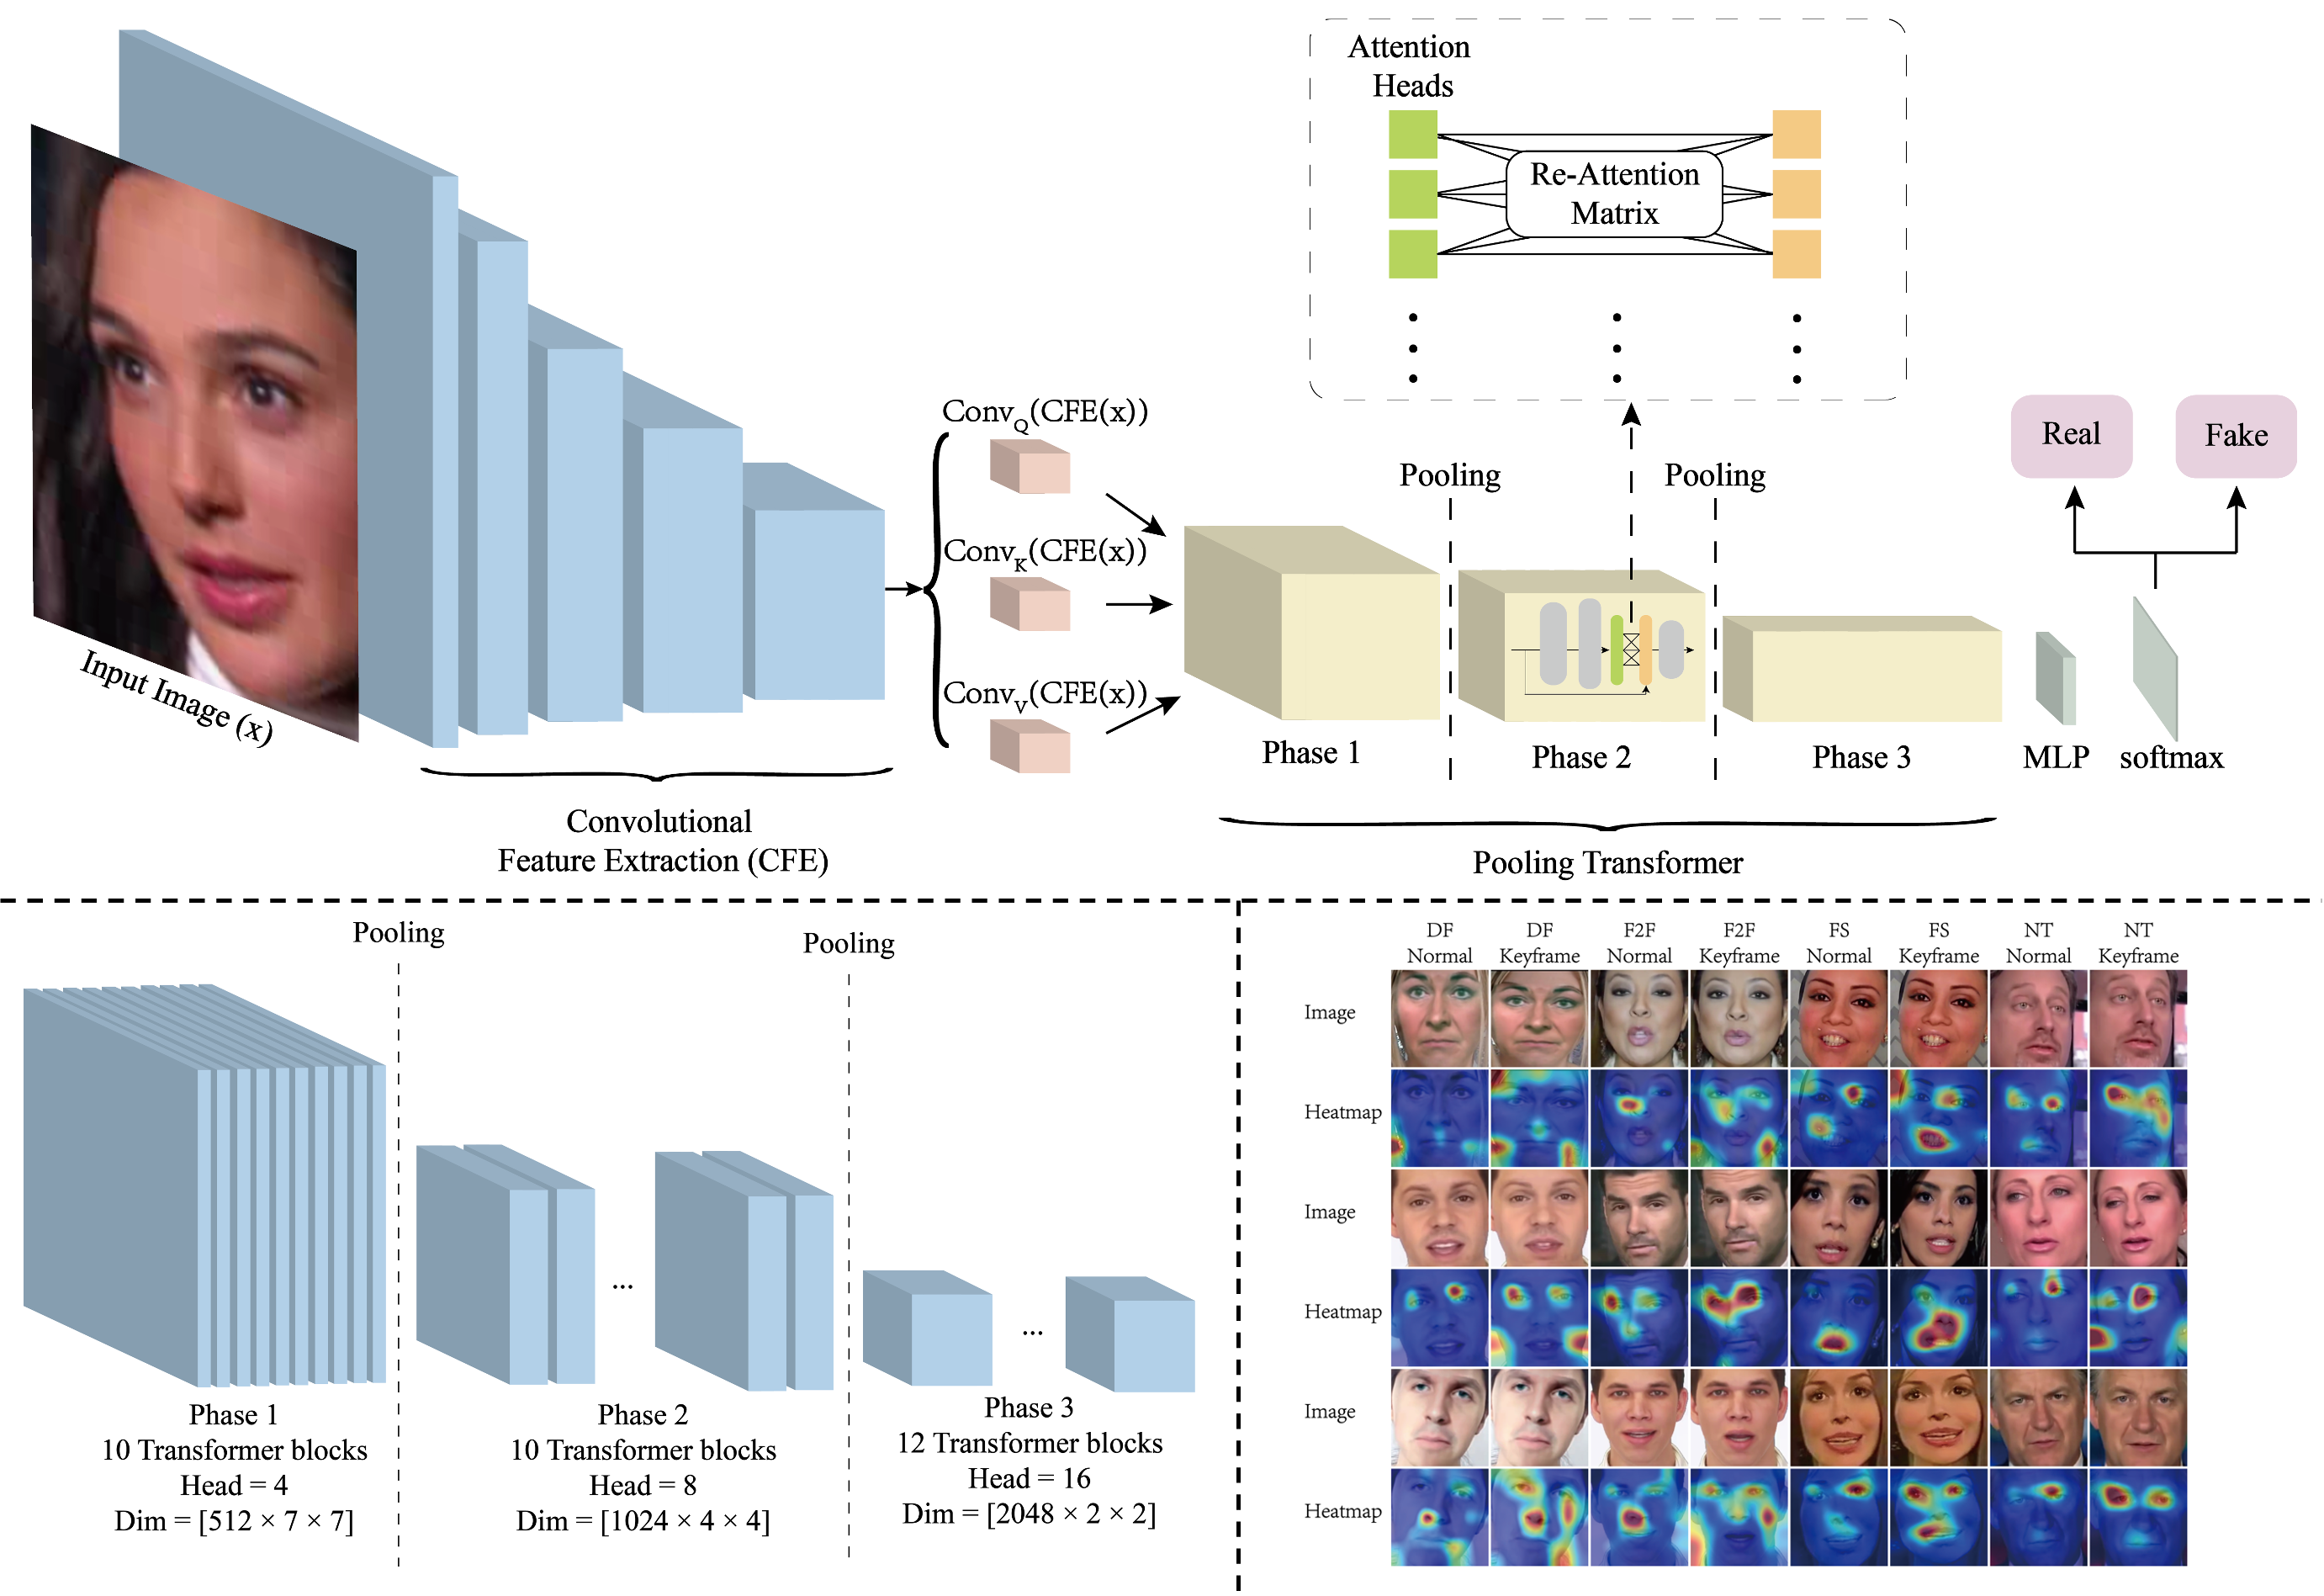 Attention
Heads
Re-Attention
Matrix
Input Image (x)
Convolutional
Feature Extraction (CFE)
Conv_Q(CFE(x))
Conv_K(CFE(x))
Conv_V(CFE(x))
Pooling
Pooling
Phase 1
Phase 2
Phase 3
Pooling Transformer
MLP
softmax
Real
Fake
Pooling
Pooling
Phase 1
10 Transformer blocks
Head = 4
Dim = [512 × 7 × 7]
...
Phase 2
10 Transformer blocks
Head = 8
Dim = [1024 × 4 × 4]
...
Phase 3
12 Transformer blocks
Head = 16
Dim = [2048 × 2 × 2]
DF DF F2F F2F FS FS NT NT
Normal Keyframe Normal Keyframe Normal Keyframe Normal Keyframe
Image
Heatmap
Image
Heatmap
Image
Heatmap